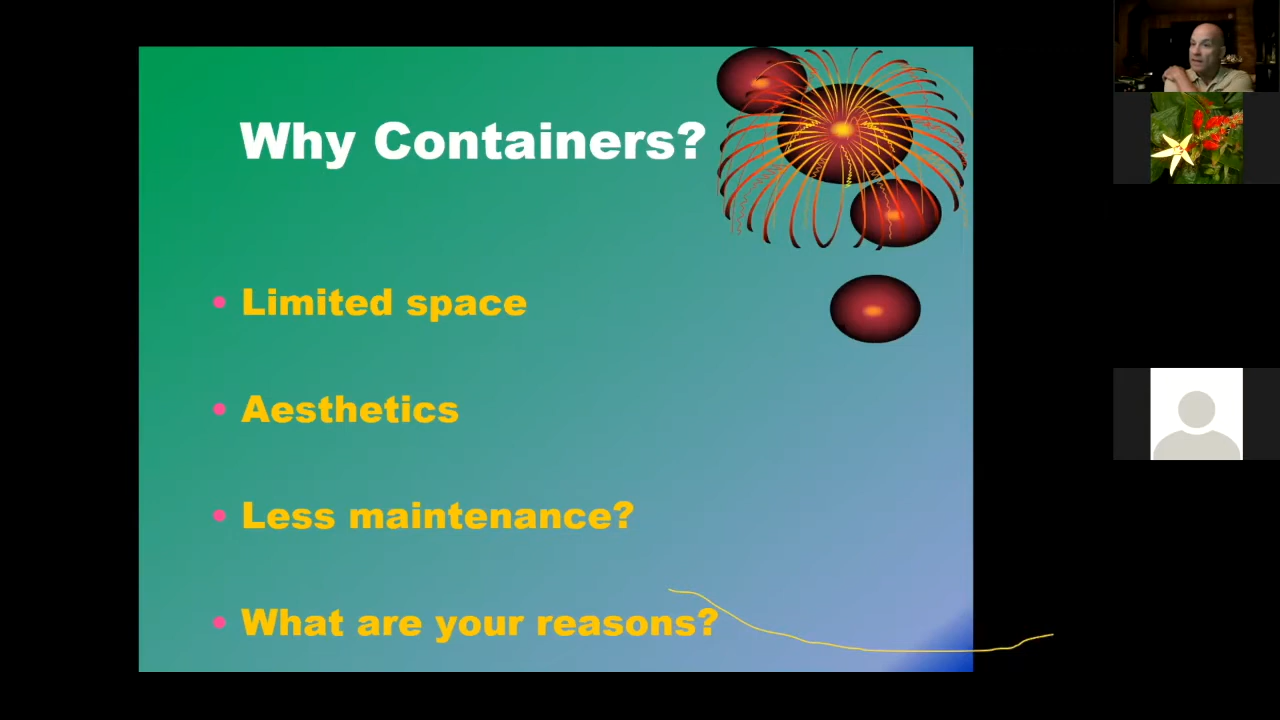 Why Containers?
• Limited space
• Aesthetics
• Less maintenance?
• What are your reasons?